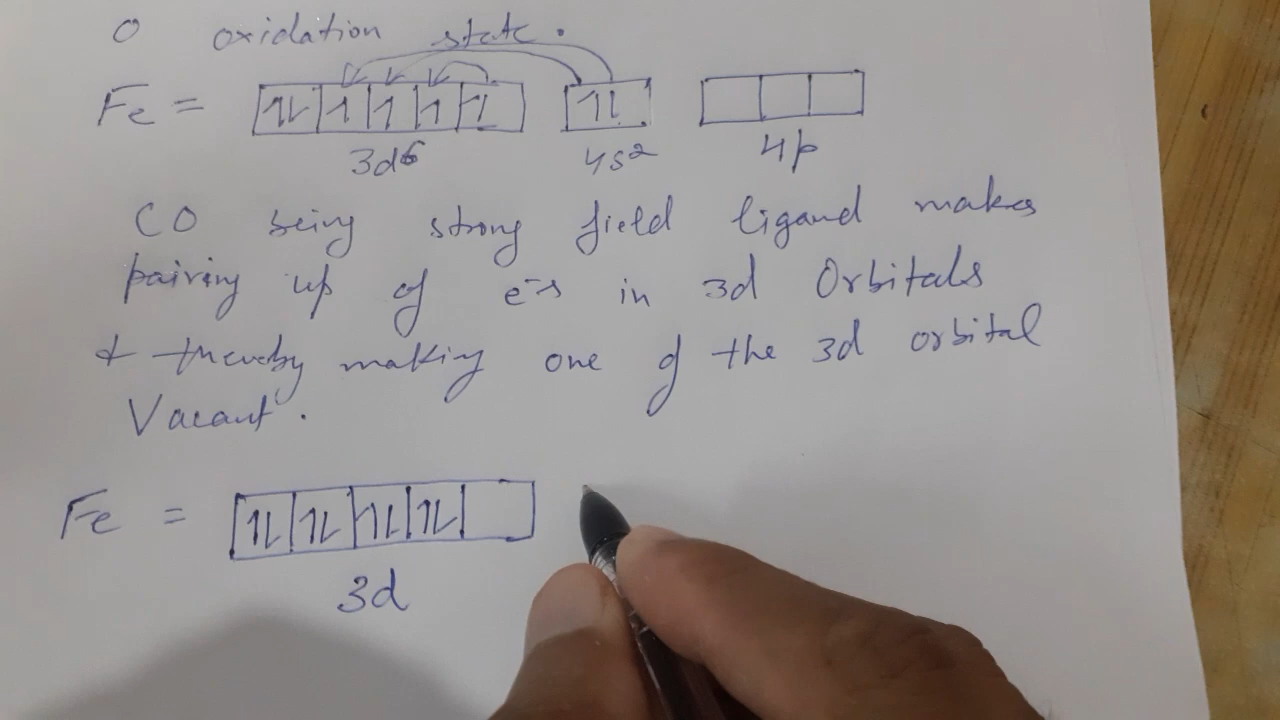 0 oxidation state.
Fe = 1L 1 1 1 1 1L
3d6 4s2 4p
CO being strong field ligand makes
pairing up of e-s in 3d Orbitals
& thereby making one of the 3d orbital
Vacant.
Fe = 1L 1L 1L 1L
3d